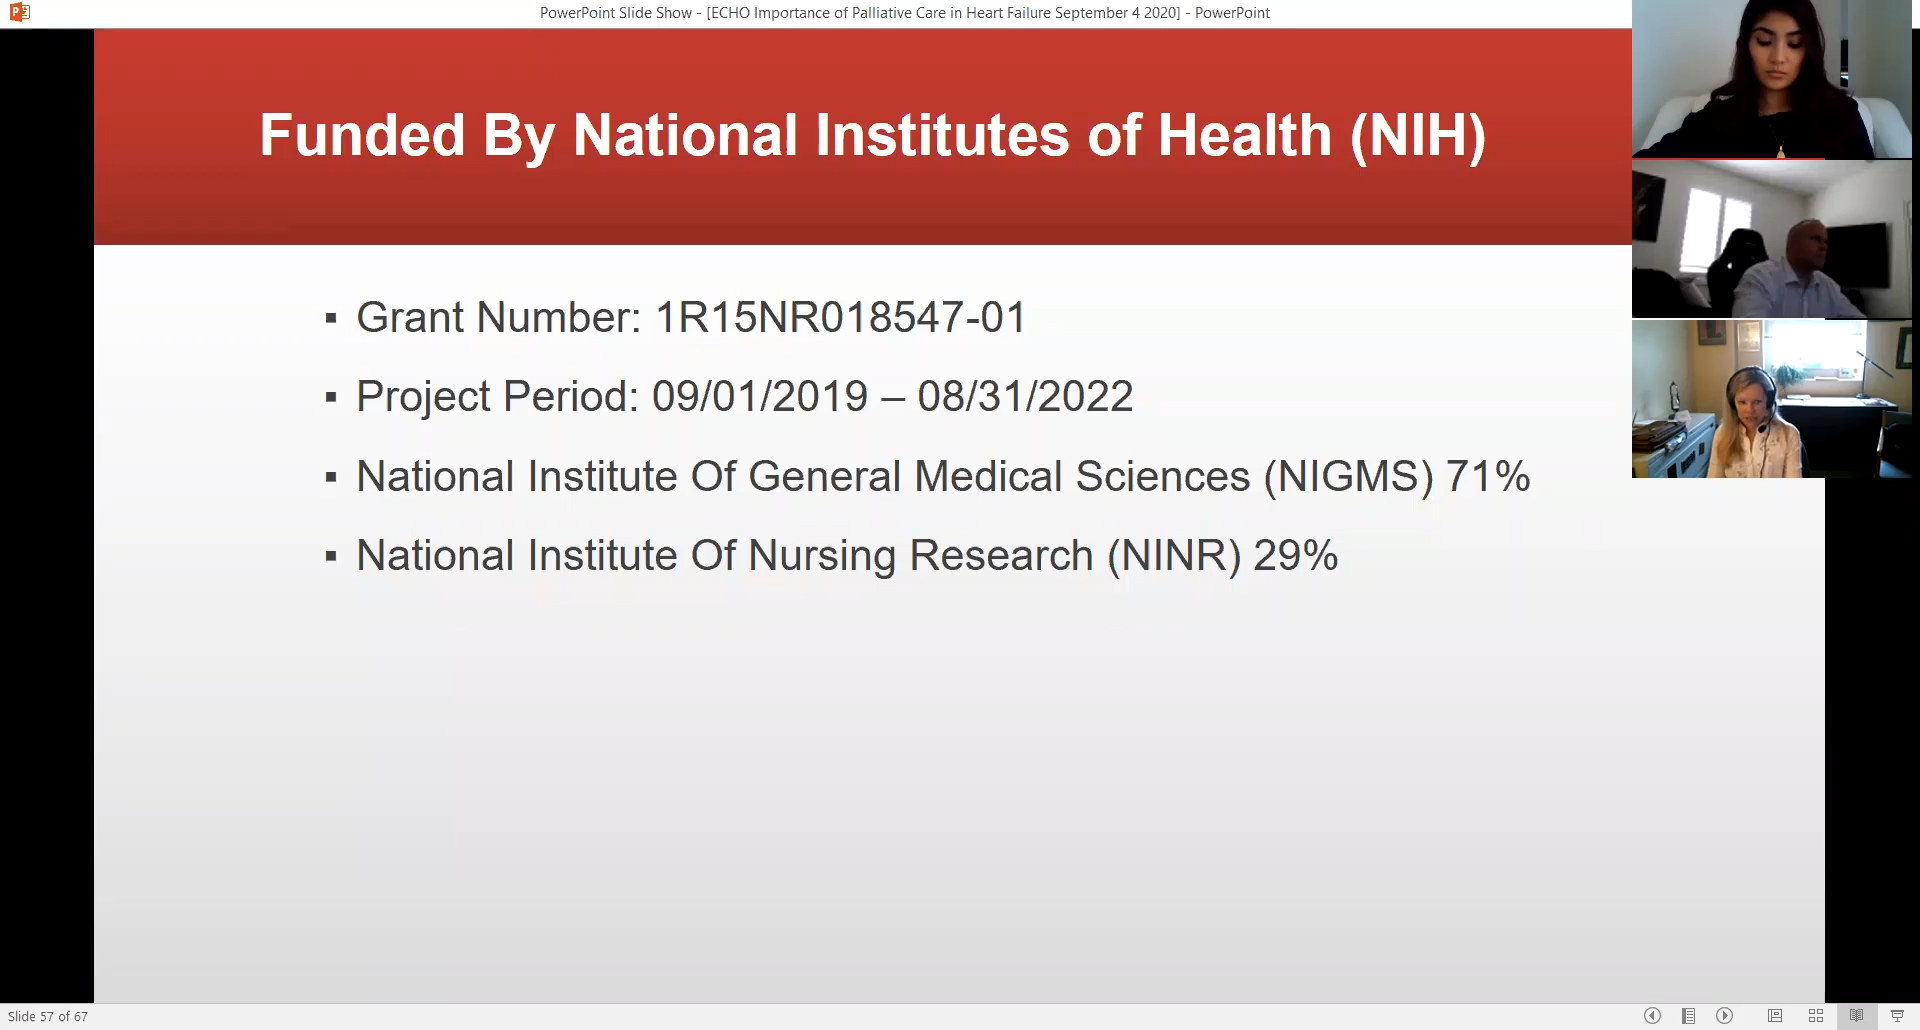 PowerPoint Slide Show - [ECHO Importance of Palliative Care in Heart Failure September 4 2020] - PowerPoint
Funded By National Institutes of Health (NIH)
▪ Grant Number: 1R15NR018547-01
▪ Project Period: 09/01/2019 – 08/31/2022
▪ National Institute Of General Medical Sciences (NIGMS) 71%
▪ National Institute Of Nursing Research (NINR) 29%
Slide 57 of 67